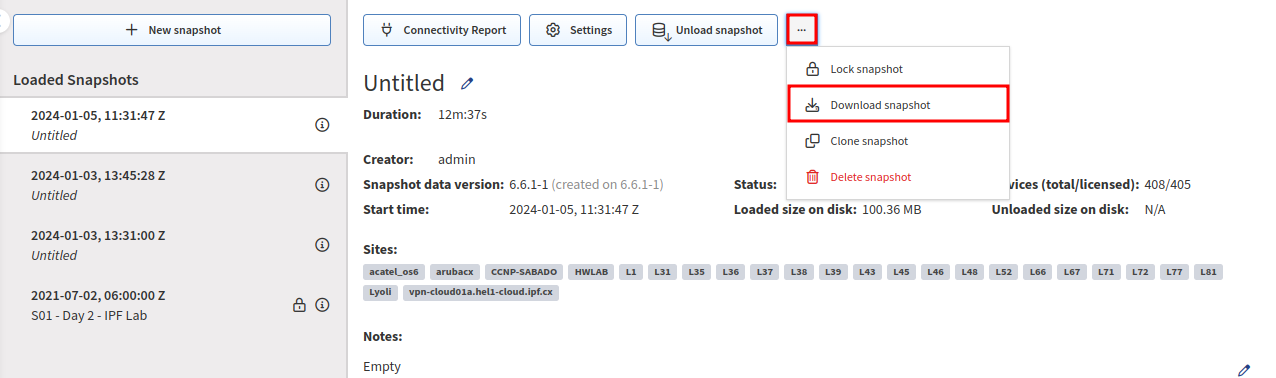 New snapshot
Loaded Snapshots
2024-01-05, 11:31:47 Z
Untitled
2024-01-03, 13:45:28 Z
Untitled
2024-01-03, 13:31:00 Z
Untitled
2021-07-02, 06:00:00 Z
S01 - Day 2 - IPF Lab
Connectivity Report
Settings
Unload snapshot
...
Lock snapshot
Download snapshot
Clone snapshot
Delete snapshot
Untitled
Duration: 12m:37s
Creator: admin
Snapshot data version: 6.6.1-1 (created on 6.6.1-1) Status: vices (total/licensed): 408/405
Start time: 2024-01-05, 11:31:47 Z Loaded size on disk: 100.36 MB Unloaded size on disk: N/A
Sites:
acatel_os6 arubacx CCNP-SABADO HWLAB L1 L31 L35 L36 L37 L38 L39 L43 L45 L46 L48 L52 L66 L67 L71 L72 L77 L81
Lyoli vpn-cloud01a.hel1-cloud.ipf.cx
Notes:
Empty